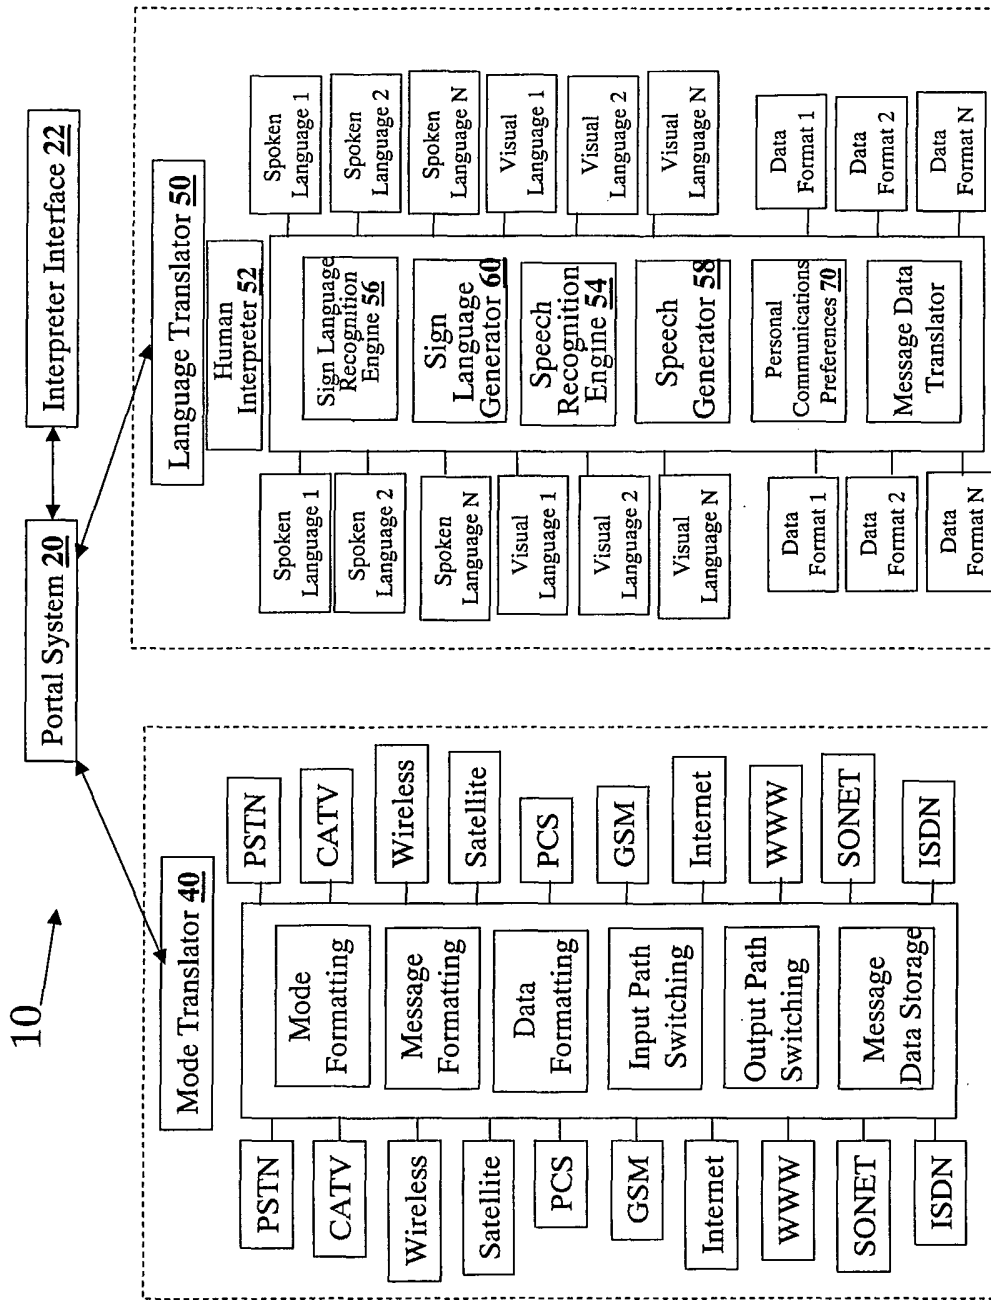 10
Portal System 20
Interpreter Interface 22
Mode Translator 40
PSTN
CATV
Wireless
Satellite
PCS
GSM
Internet
WWW
SONET
ISDN
Mode
Formatting
Message
Formatting
Data
Formatting
Input Path
Switching
Output Path
Switching
Message
Data Storage
PSTN
CATV
Wireless
Satellite
PCS
GSM
Internet
WWW
SONET
ISDN
Language Translator 50
Human
Interpreter 52
Spoken
Language 1
Spoken
Language 2
Spoken
Language N
Visual
Language 1
Visual
Language 2
Visual
Language N
Data
Format 1
Data
Format 2
Data
Format N
Sign Language
Recognition
Engine 56
Sign
Language
Generator 60
Speech
Recognition
Engine 54
Speech
Generator 58
Personal
Communications
Preferences 70
Message Data
Translator
Spoken
Language 1
Spoken
Language 2
Spoken
Language N
Visual
Language 1
Visual
Language 2
Visual
Language N
Data
Format 1
Data
Format 2
Data
Format N